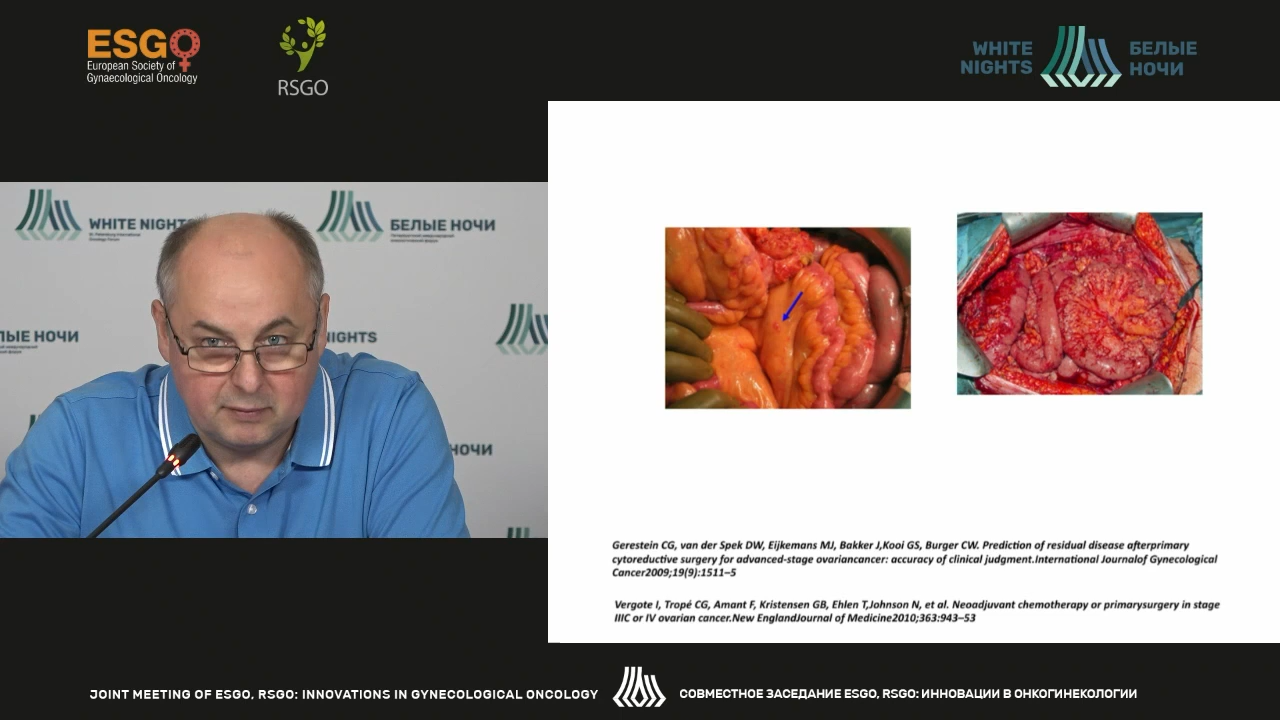 ESGO
European Society of
Gynaecological Oncology
RSGO
WHITE
NIGHTS
БЕЛЫЕ
НОЧИ
WHITE NIGHTS
БЕЛЫЕ НОЧИ
ЛЫЕ НОЧИ
NIGHTS
НОЧИ
Gerestein CG, van der Spek DW, Eijkemans MJ, Bakker J,Kooi GS, Burger CW. Prediction of residual disease afterprimary
cytoreductive surgery for advanced-stage ovariancancer: accuracy of clinical judgment.International Journalof Gynecological
Cancer2009;19(9):1511–5
Vergote I, Tropé CG, Amant F, Kristensen GB, Ehlen T,Johnson N, et al. Neoadjuvant chemotherapy or primarysurgery in stage
IIIC or IV ovarian cancer.New EnglandJournal of Medicine2010;363:943–53
JOINT MEETING OF ESGO, RSGO: INNOVATIONS IN GYNECOLOGICAL ONCOLOGY
СОВМЕСТНОЕ ЗАСЕДАНИЕ ESGO, RSGO: ИННОВАЦИИ В ОНКОГИНЕКОЛОГИИ